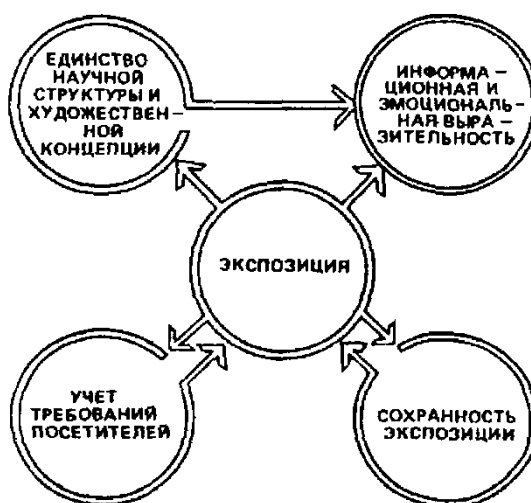 ЕДИНСТВО
НАУЧНОЙ
СТРУКТУРЫ И
ХУДОЖЕСТВЕН–
НОЙ
КОНЦЕПЦИИ
ИНФОРМА –
ЦИОННАЯ И
ЭМОЦИОНАЛЬ–
НАЯ ВЫРА –
ЗИТЕЛЬНОСТЬ
ЭКСПОЗИЦИЯ
УЧЕТ
ТРЕБОВАНИЙ
ПОСЕТИТЕЛЕЙ
СОХРАННОСТЬ
ЭКСПОЗИЦИИ